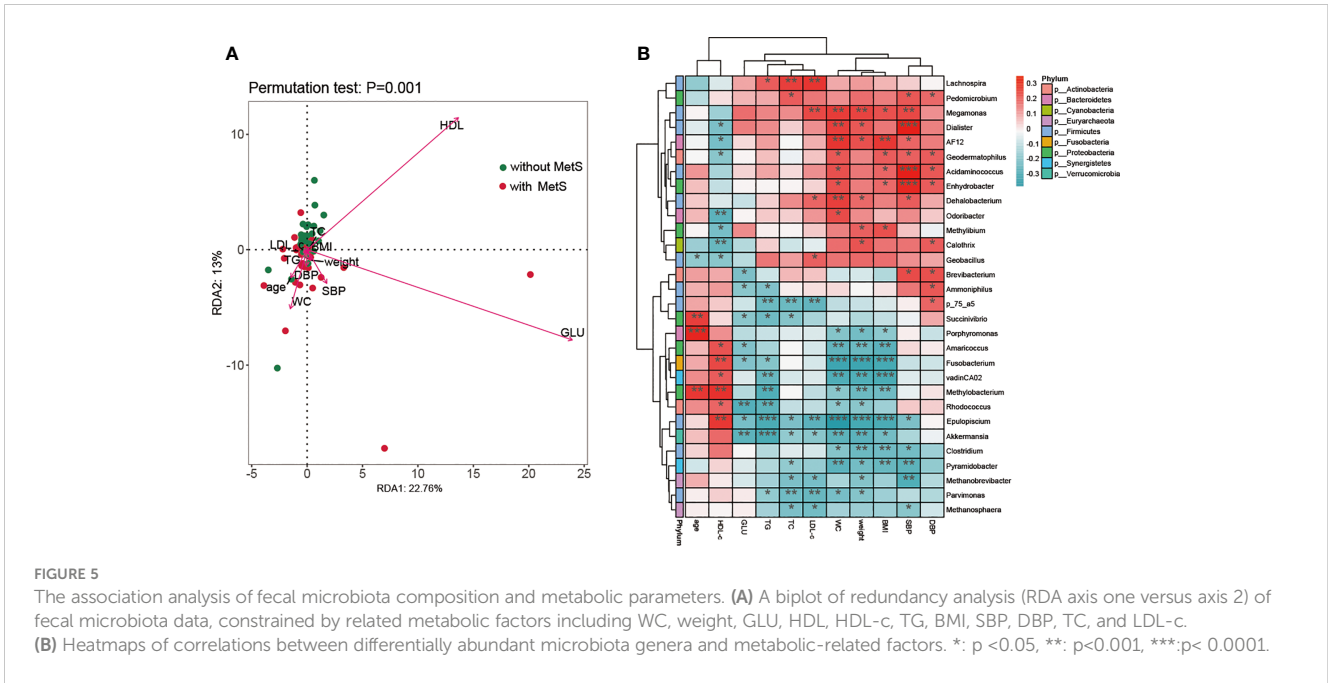 A
B
Permutation test: P=0.001
HDL
without MetS
with MetS
TC
LDL
BMI
TG
weight
DBP
age
SBP
WC
GLU
10
0
-10
RDA2: 13%
-5
0
5
10
15
20
25
RDA1: 22.76%
Lachnospira
* ** **
Pedomicrobium
* * *
Megamonas
** ** ** * **
Dialister
* ** * ***
AF12
* ** * ** *
Geodermatophilus
* * * * *
Acidaminococcus
* * *** *
Enhydrobacter
* * *** *
Dehalobacterium
* ** * *
Odoribacter
** *
Methylibium
* *
Calothrix
** * *
Geobacillus
* * *
Brevibacterium
* * *
Ammoniphilus
* * *
p_75_a5
** ** ** *
Succinivibrio
** * * *
Porphyromonas
*** * * *
Amaricoccus
* * ** ** **
Fusobacterium
** * * *** *** ***
vadinCA02
* ** ** ** ***
Methylobacterium
** ** ** * ** **
Rhodococcus
* ** ** * *
Epulopiscium
** * *** * ** *** *** *** *
Akkermansia
** *** * * ** ** *
Clostridium
* ** ** *
Pyramidobacter
* ** * ** **
Methanobrevibacter
* * * **
Parvimonas
* ** ** * *
Methanosphaera
* * *
Phylum
age
HDL-c
GLU
TG
TC
LDL-c
WC
weight
BMI
SBP
DBP
0.3
0.2
0.1
0
-0.1
-0.2
-0.3
Phylum
p__Actinobacteria
p__Bacteroidetes
p__Cyanobacteria
p__Euryarchaeota
p__Firmicutes
p__Fusobacteria
p__Proteobacteria
p__Synergistetes
p__Verrucomicrobia
FIGURE 5
The association analysis of fecal microbiota composition and metabolic parameters. (A) A biplot of redundancy analysis (RDA axis one versus axis 2) of
fecal microbiota data, constrained by related metabolic factors including WC, weight, GLU, HDL, HDL-c, TG, BMI, SBP, DBP, TC, and LDL-c.
(B) Heatmaps of correlations between differentially abundant microbiota genera and metabolic-related factors. *: p <0.05, **: p<0.001, ***:p< 0.0001.